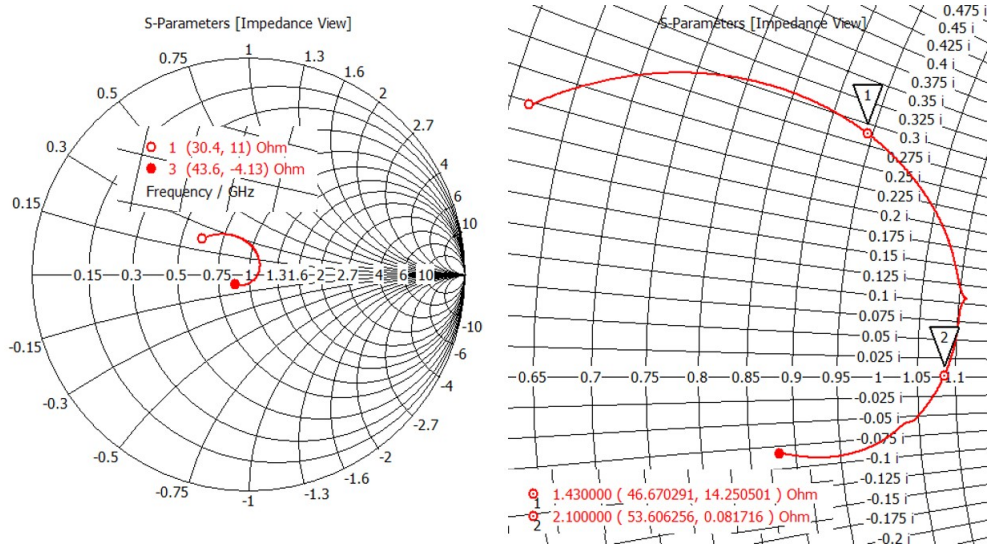 S-Parameters [Impedance View]
0.75
1
1.3
1.6
2
2.7
4
6
10
0.5
0.3
0.15
1 (30.4, 11) Ohm
3 (43.6, -4.13) Ohm
Frequency / GHz
0.15 0.3 0.5 0.75 1 1.3 1.6 2 2.7 4 6 10
-0.15
-0.3
-0.5
-0.75
-1
-1.3
-1.6
-2
-2.7
-4
-6
-10
S-Parameters [Impedance View]
0.475 i
0.45 i
0.425 i
0.4 i
0.375 i
0.35 i
0.325 i
0.3 i
0.275 i
0.25 i
0.225 i
0.2 i
0.175 i
0.15 i
0.125 i
0.1 i
0.075 i
0.05 i
0.025 i
1
2
0.65 0.7 0.75 0.8 0.85 0.9 0.95 1 1.05 1.1
-0.025 i
-0.05 i
-0.075 i
-0.1 i
-0.125 i
-0.15 i
-0.175 i
-0.2 i
1 1.430000 ( 46.670291, 14.250501 ) Ohm
2 2.100000 ( 53.606256, 0.081716 ) Ohm